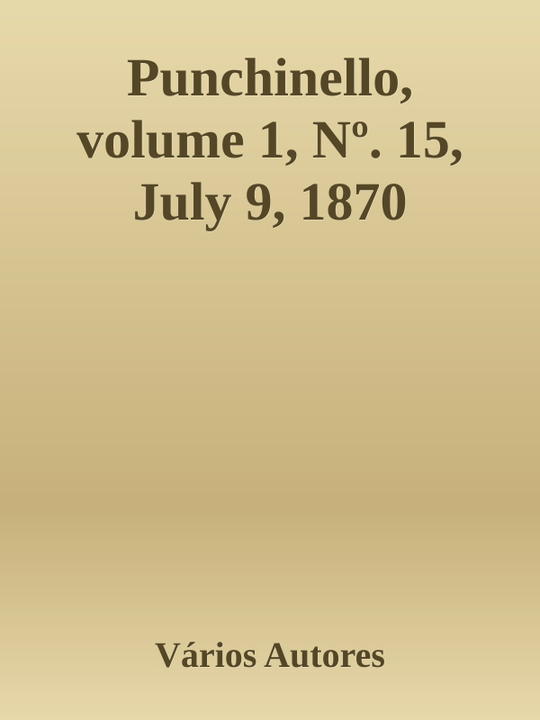 Punchinello,
volume 1, Nº. 15,
July 9, 1870
Vários Autores